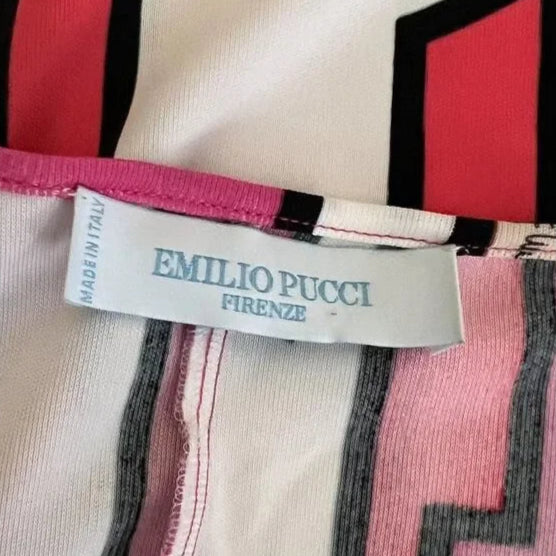 MADE IN ITALY
EMILIO PUCCI
FIRENZE